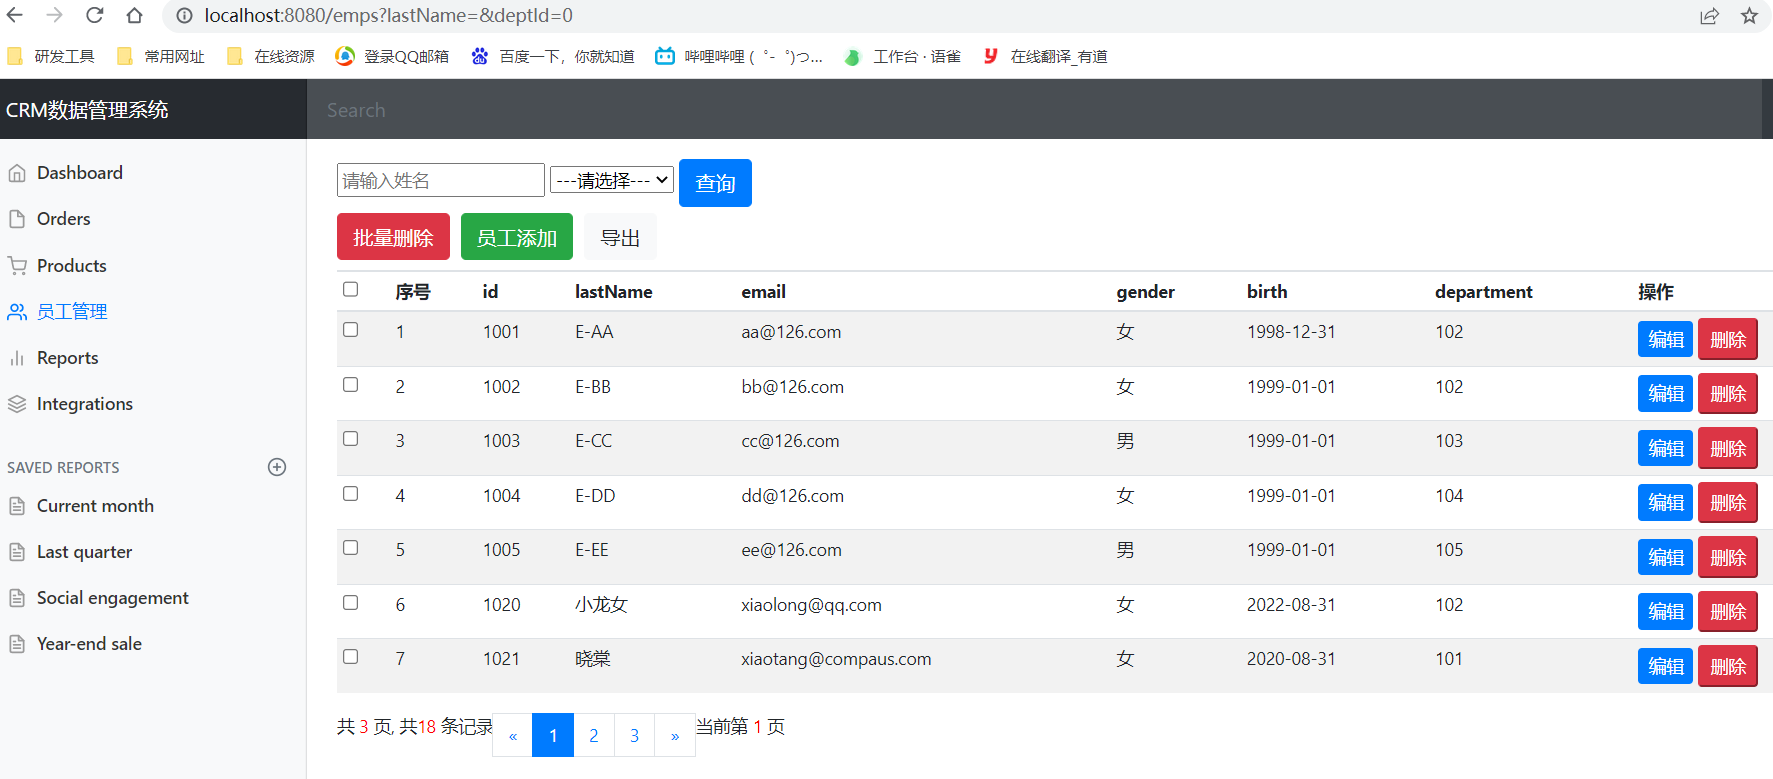 localhost:8080/emps?lastName=&deptId=0
研发工具 常用网址 在线资源 登录QQ邮箱 百度一下，你就知道 哔哩哔哩 ( ゜- ゜)つ... 工作台 · 语雀 在线翻译_有道
CRM数据管理系统 Search
Dashboard
Orders
Products
员工管理
Reports
Integrations
SAVED REPORTS
Current month
Last quarter
Social engagement
Year-end sale
请输入姓名 ---请选择--- 查询
批量删除 员工添加 导出
序号 id lastName email gender birth department 操作
1 1001 E-AA aa@126.com 女 1998-12-31 102 编辑 删除
2 1002 E-BB bb@126.com 女 1999-01-01 102 编辑 删除
3 1003 E-CC cc@126.com 男 1999-01-01 103 编辑 删除
4 1004 E-DD dd@126.com 女 1999-01-01 104 编辑 删除
5 1005 E-EE ee@126.com 男 1999-01-01 105 编辑 删除
6 1020 小龙女 xiaolong@qq.com 女 2022-08-31 102 编辑 删除
7 1021 晓棠 xiaotang@compaus.com 女 2020-08-31 101 编辑 删除
共 3 页, 共18 条记录 « 1 2 3 » 当前第 1 页